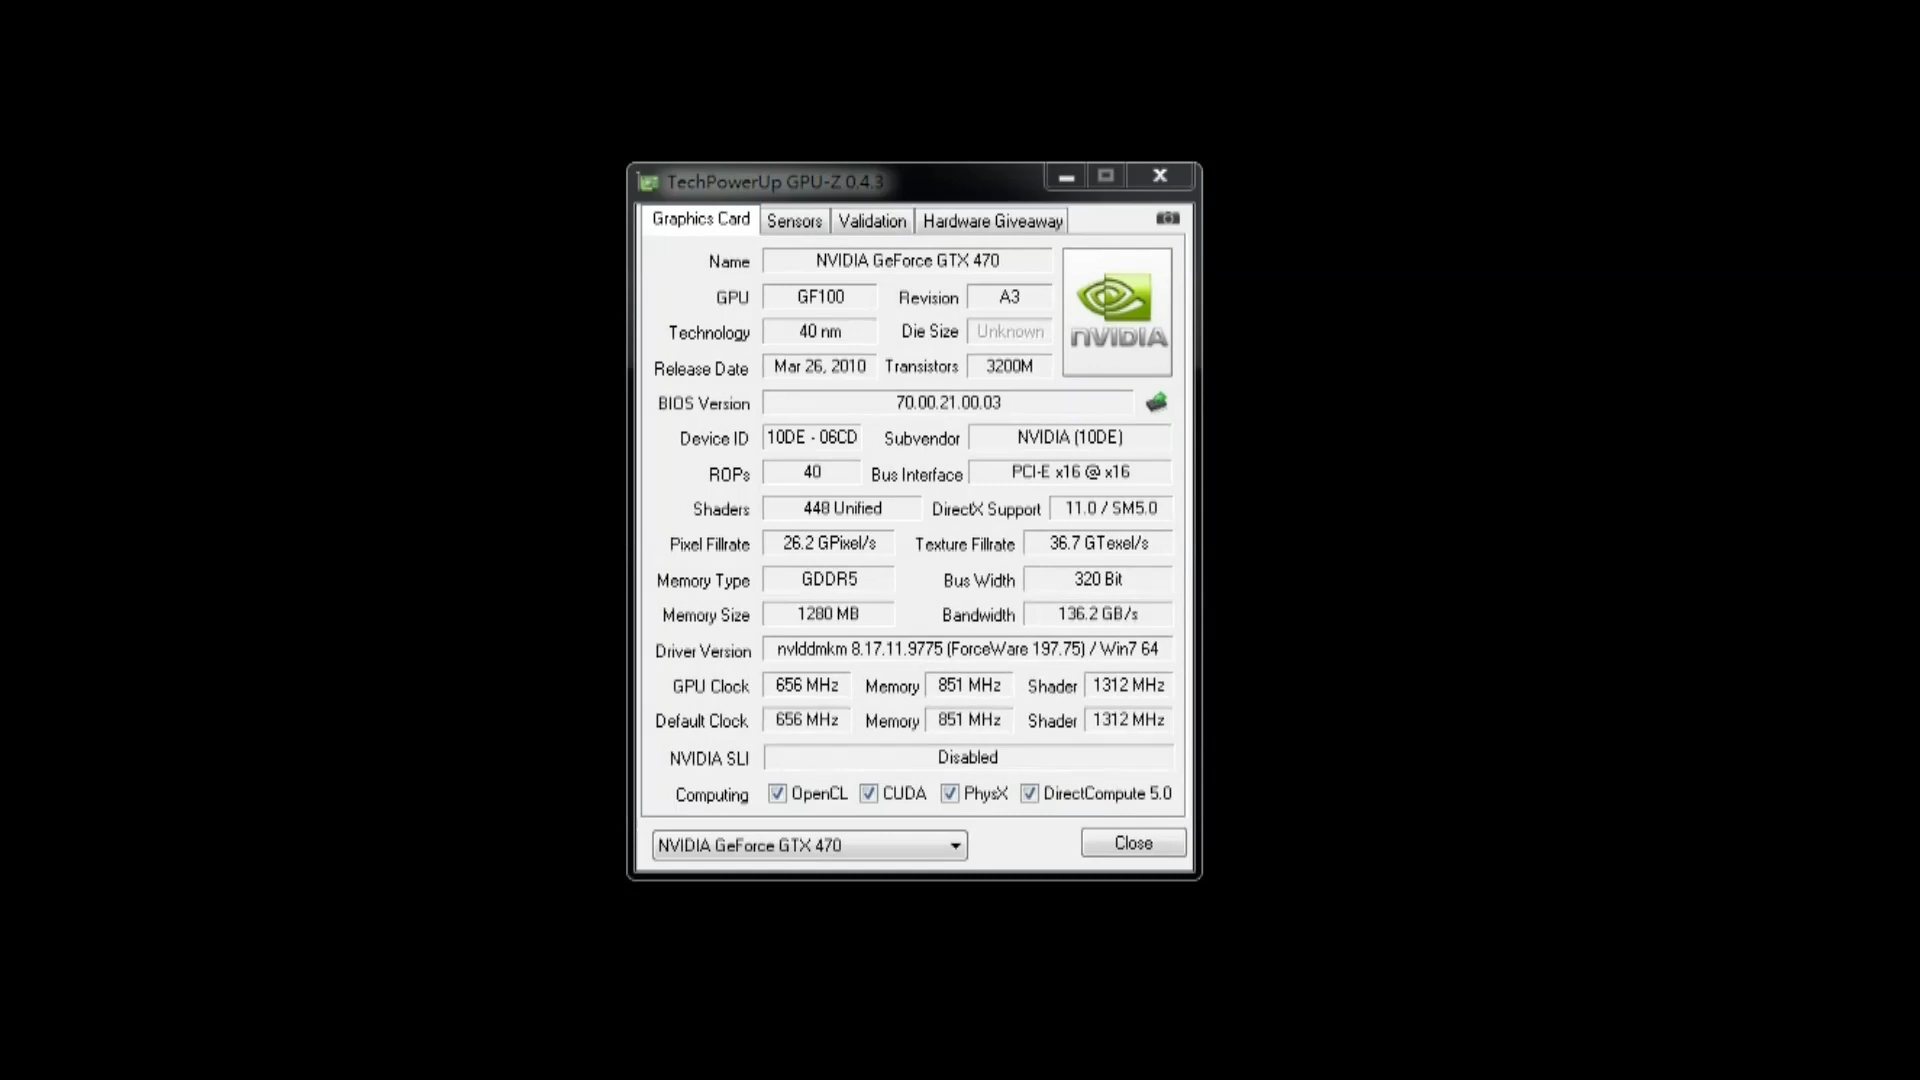 TechPowerUp GPU-Z 0.4.3
Graphics Card Sensors Validation Hardware Giveaway
Name NVIDIA GeForce GTX 470
GPU GF100 Revision A3
Technology 40 nm Die Size Unknown
nVIDIA
Release Date Mar 26, 2010 Transistors 3200M
BIOS Version 70.00.21.00.03
Device ID 10DE - 06CD Subvendor NVIDIA (10DE)
ROPs 40 Bus Interface PCI-E x16 @ x16
Shaders 448 Unified DirectX Support 11.0 / SM5.0
Pixel Fillrate 26.2 GPixel/s Texture Fillrate 36.7 GTexel/s
Memory Type GDDR5 Bus Width 320 Bit
Memory Size 1280 MB Bandwidth 136.2 GB/s
Driver Version nvlddmkm 8.17.11.9775 (ForceWare 197.75) / Win7 64
GPU Clock 656 MHz Memory 851 MHz Shader 1312 MHz
Default Clock 656 MHz Memory 851 MHz Shader 1312 MHz
NVIDIA SLI Disabled
Computing OpenCL CUDA PhysX DirectCompute 5.0
NVIDIA GeForce GTX 470 Close